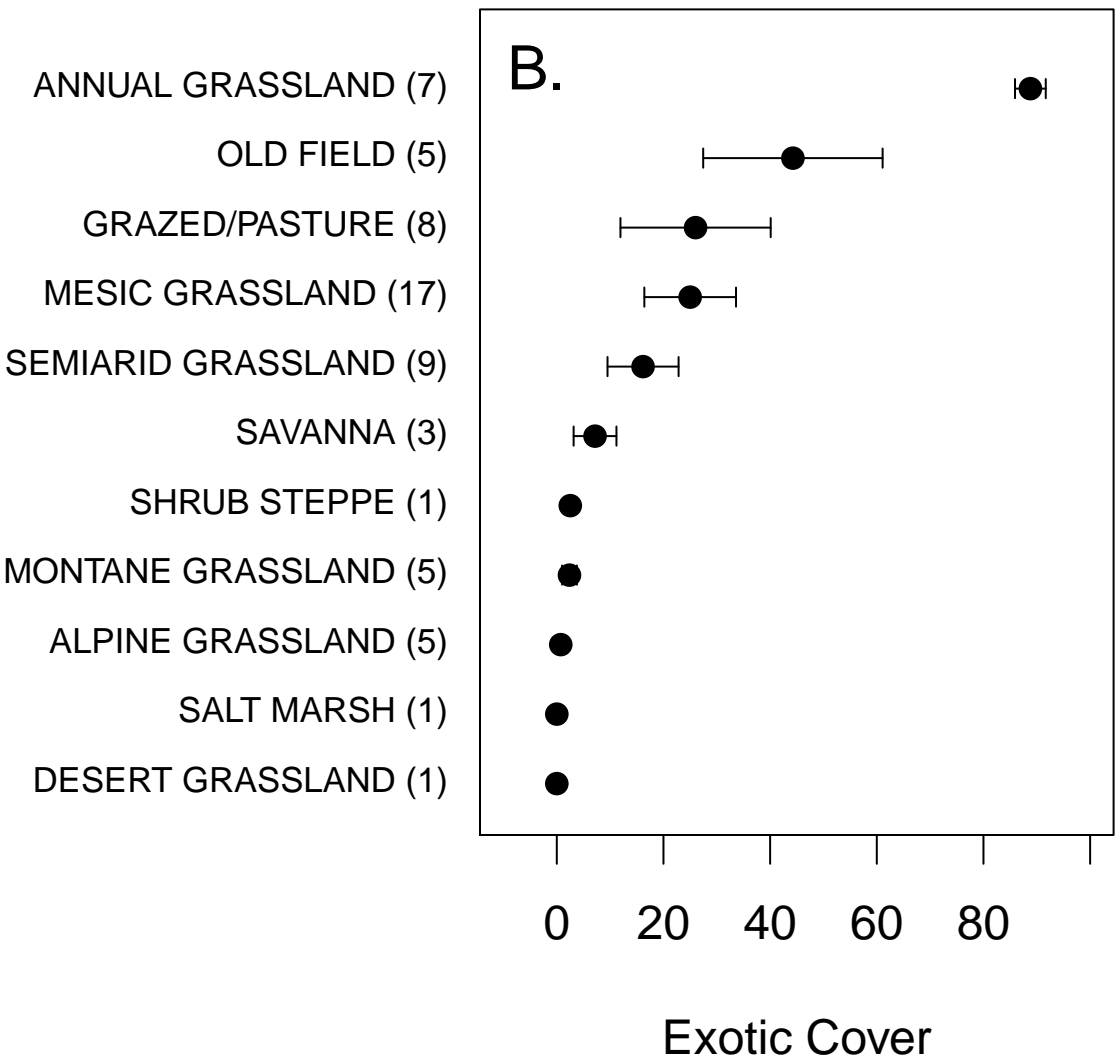 B.
ANNUAL GRASSLAND (7)
OLD FIELD (5)
GRAZED/PASTURE (8)
MESIC GRASSLAND (17)
SEMIARID GRASSLAND (9)
SAVANNA (3)
SHRUB STEPPE (1)
MONTANE GRASSLAND (5)
ALPINE GRASSLAND (5)
SALT MARSH (1)
DESERT GRASSLAND (1)
0 20 40 60 80
Exotic Cover